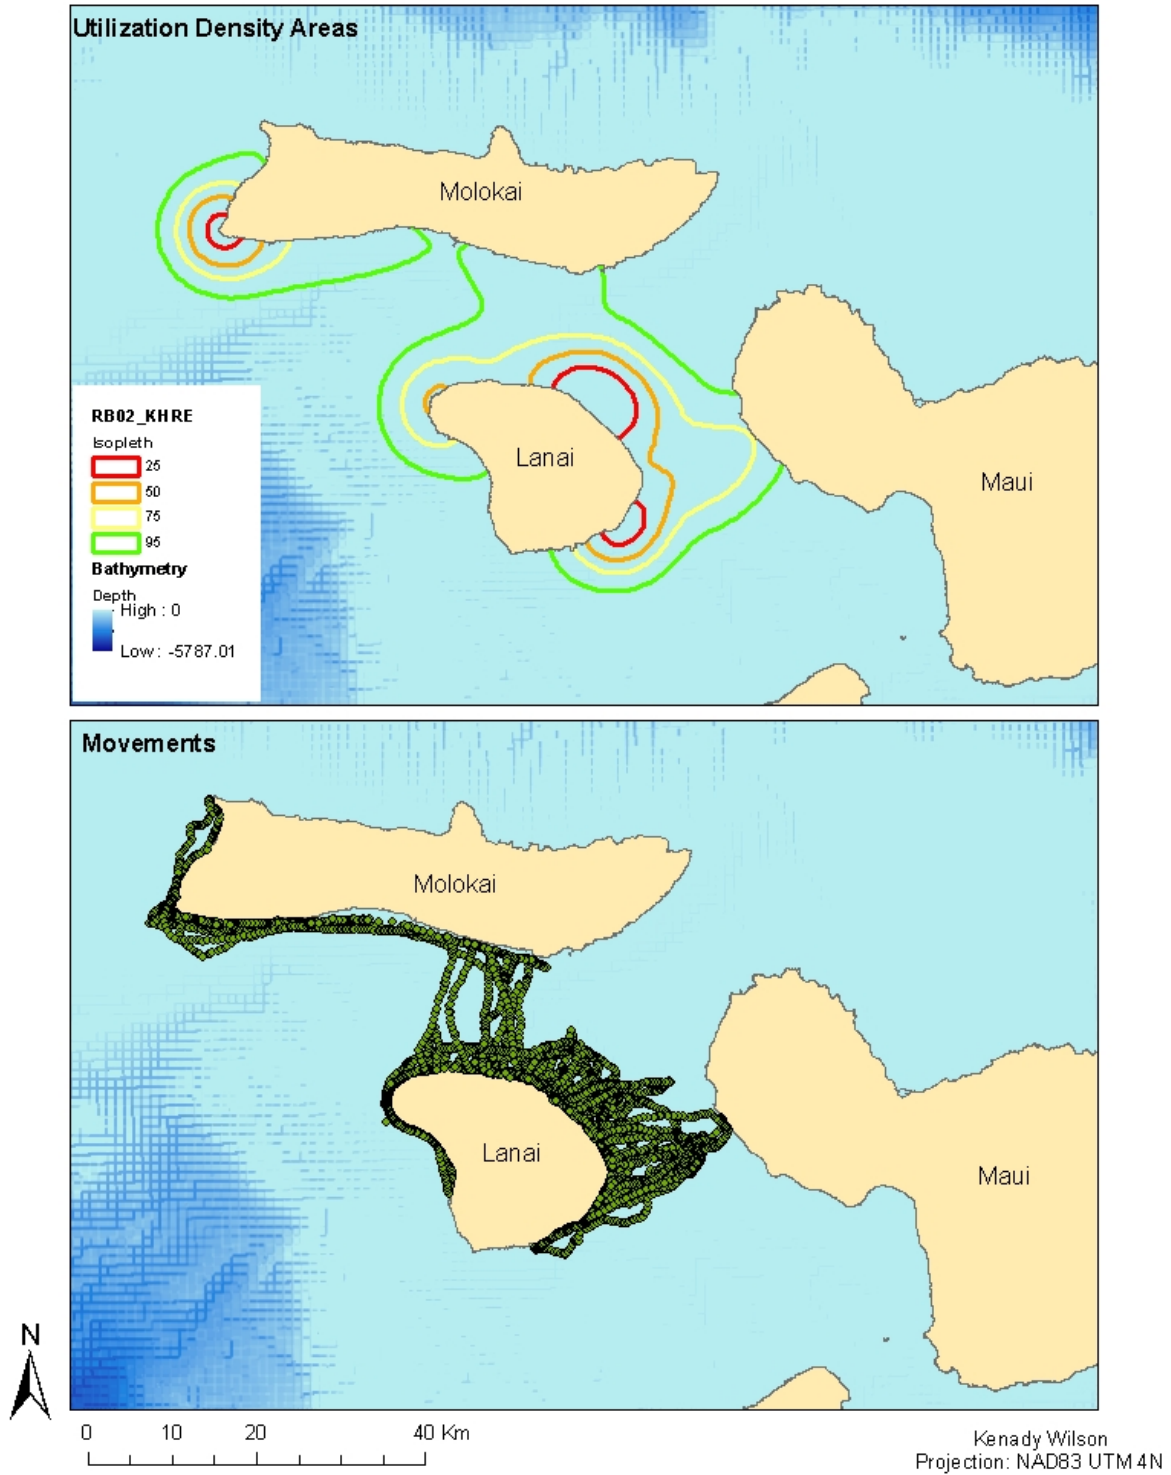 Utilization Density Areas
Molokai
Lanai
Maui
RB02_KHRE
Isopleth
25
50
75
95
Bathymetry
Depth
High : 0
Low : -5787.01
Movements
Molokai
Lanai
Maui
N
0 10 20 40 Km
Kenady Wilson
Projection: NAD83 UTM 4N